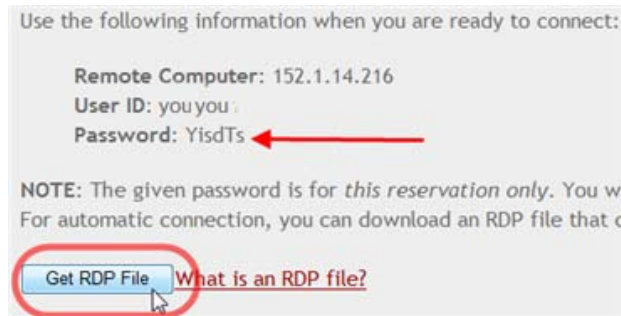 Use the following information when you are ready to connect:
Remote Computer: 152.1.14.216
User ID: youyou
Password: YisdTs
NOTE: The given password is for this reservation only. You w
For automatic connection, you can download an RDP file that c
Get RDP File What is an RDP file?